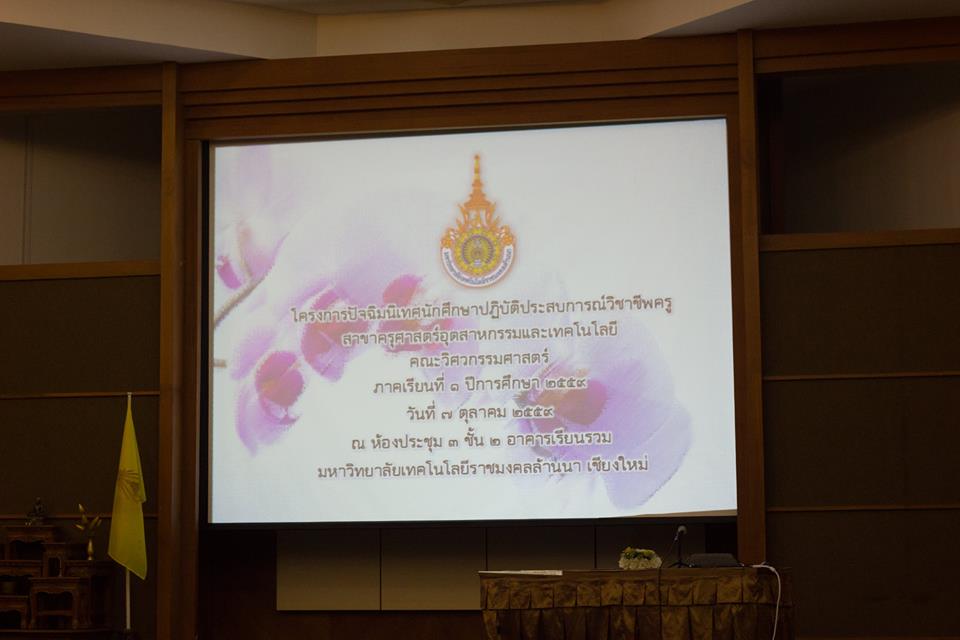 โครงการปัจฉิมนิเทศนักศึกษาปฏิบัติประสบการณ์วิชาชีพครู
สาขาครุศาสตร์อุตสาหกรรมและเทคโนโลยี
คณะวิศวกรรมศาสตร์
ภาคเรียนที่ ๑ ปีการศึกษา ๒๕๕๙
วันที่ ๗ ตุลาคม ๒๕๕๙
ณ ห้องประชุม ๓ ชั้น ๒ อาคารเรียนรวม
มหาวิทยาลัยเทคโนโลยีราชมงคลล้านนา เชียงใหม่